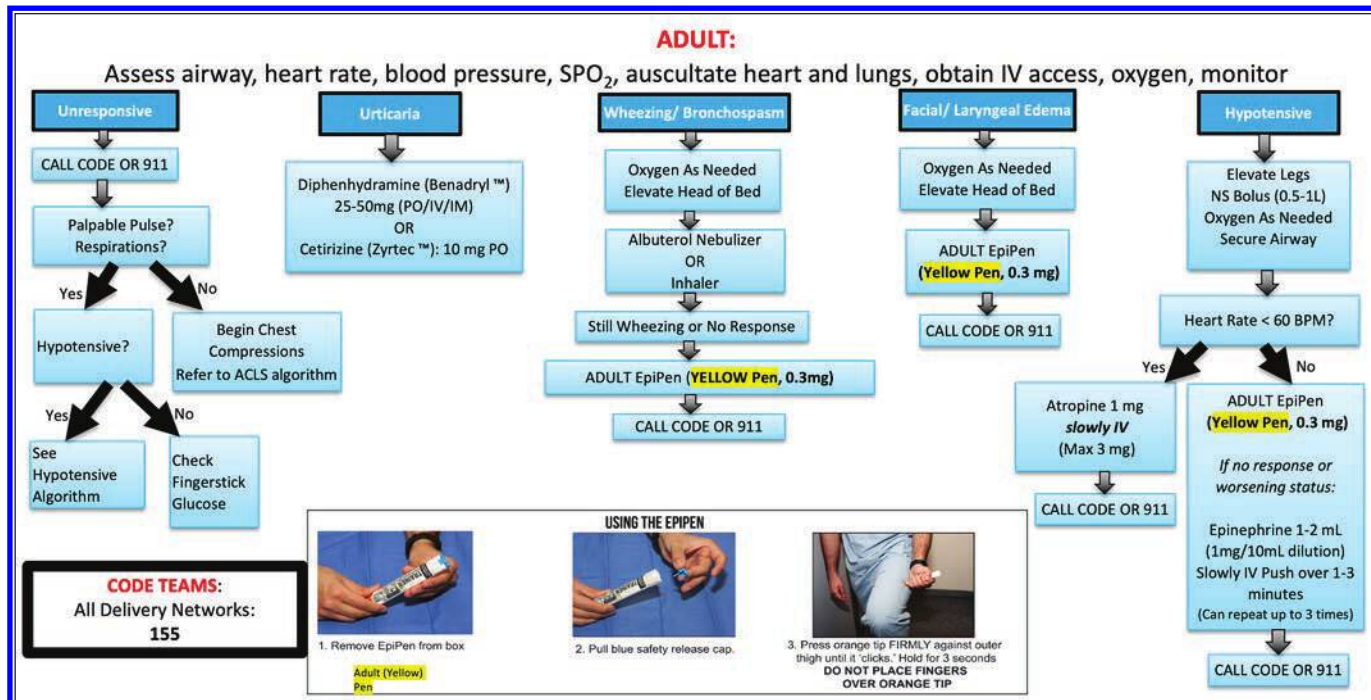 ADULT:
Assess airway, heart rate, blood pressure, SPO₂, auscultate heart and lungs, obtain IV access, oxygen, monitor
Unresponsive
CALL CODE OR 911
Palpable Pulse?
Respirations?
Yes
No
Hypotensive?
Begin Chest
Compressions
Refer to ACLS algorithm
Yes
No
See
Hypotensive
Algorithm
Check
Fingerstick
Glucose
Urticaria
Diphenhydramine (Benadryl ™)
25-50mg (PO/IV/IM)
OR
Cetirizine (Zyrtec ™): 10 mg PO
Wheezing/ Bronchospasm
Oxygen As Needed
Elevate Head of Bed
Albuterol Nebulizer
OR
Inhaler
Still Wheezing or No Response
ADULT EpiPen (YELLOW Pen, 0.3mg)
CALL CODE OR 911
Facial/ Laryngeal Edema
Oxygen As Needed
Elevate Head of Bed
ADULT EpiPen
(Yellow Pen, 0.3 mg)
CALL CODE OR 911
Hypotensive
Elevate Legs
NS Bolus (0.5-1L)
Oxygen As Needed
Secure Airway
Heart Rate < 60 BPM?
Yes
No
Atropine 1 mg
slowly IV
(Max 3 mg)
CALL CODE OR 911
ADULT EpiPen
(Yellow Pen, 0.3 mg)
If no response or
worsening status:
Epinephrine 1-2 mL
(1mg/10mL dilution)
Slowly IV Push over 1-3
minutes
(Can repeat up to 3 times)
CALL CODE OR 911
CODE TEAMS:
All Delivery Networks:
155
USING THE EPIPEN
TRAINER
1. Remove EpiPen from box
Adult (Yellow)
Pen
TRAINER
2. Pull blue safety release cap.
3. Press orange tip FIRMLY against outer
thigh until it 'clicks.' Hold for 3 seconds
DO NOT PLACE FINGERS
OVER ORANGE TIP